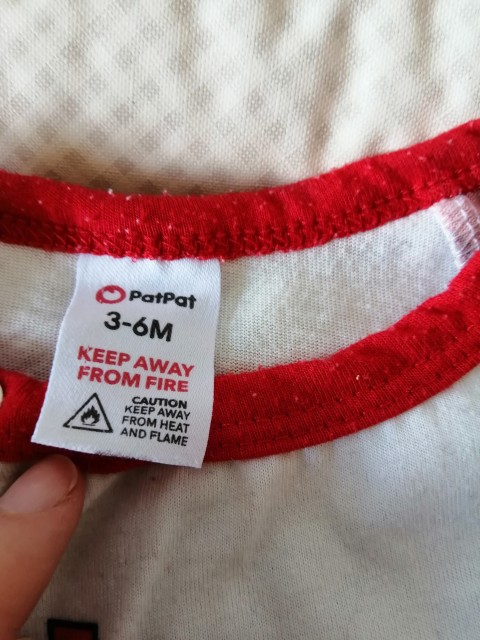 PatPat
3-6M
KEEP AWAY
FROM FIRE
CAUTION
KEEP AWAY
FROM HEAT
AND FLAME